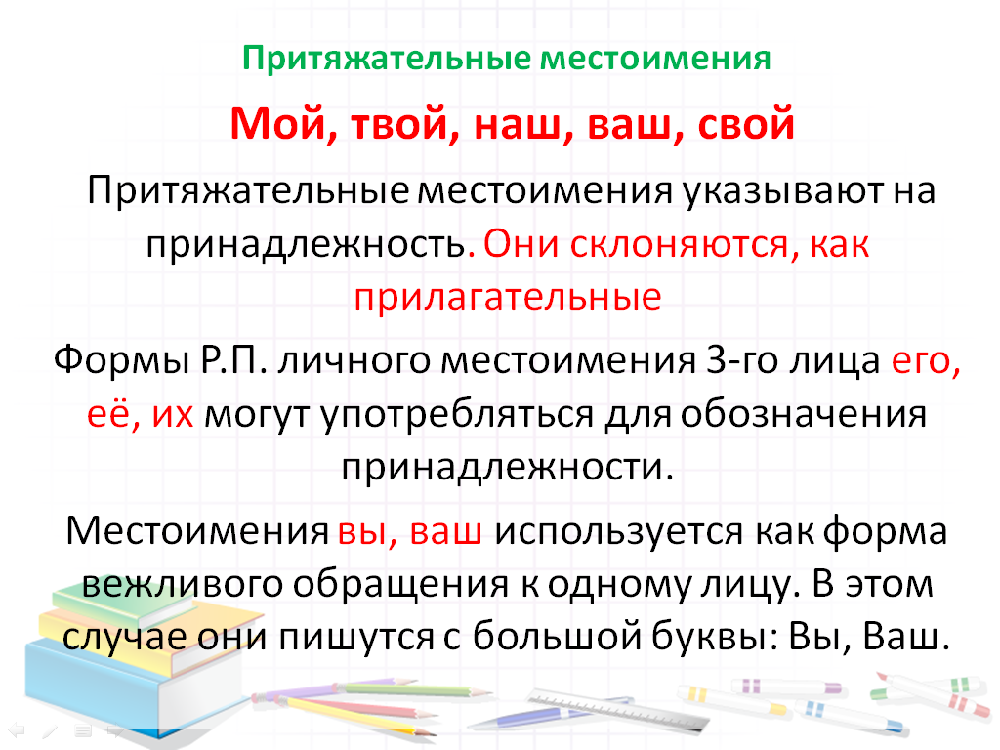 Притяжательные местоимения
Мой, твой, наш, ваш, свой
Притяжательные местоимения указывают на
принадлежность. Они склоняются, как
прилагательные
Формы Р.П. личного местоимения 3-го лица его,
её, их могут употребляться для обозначения
принадлежности.
Местоимения вы, ваш используется как форма
вежливого обращения к одному лицу. В этом
случае они пишутся с большой буквы: Вы, Ваш.